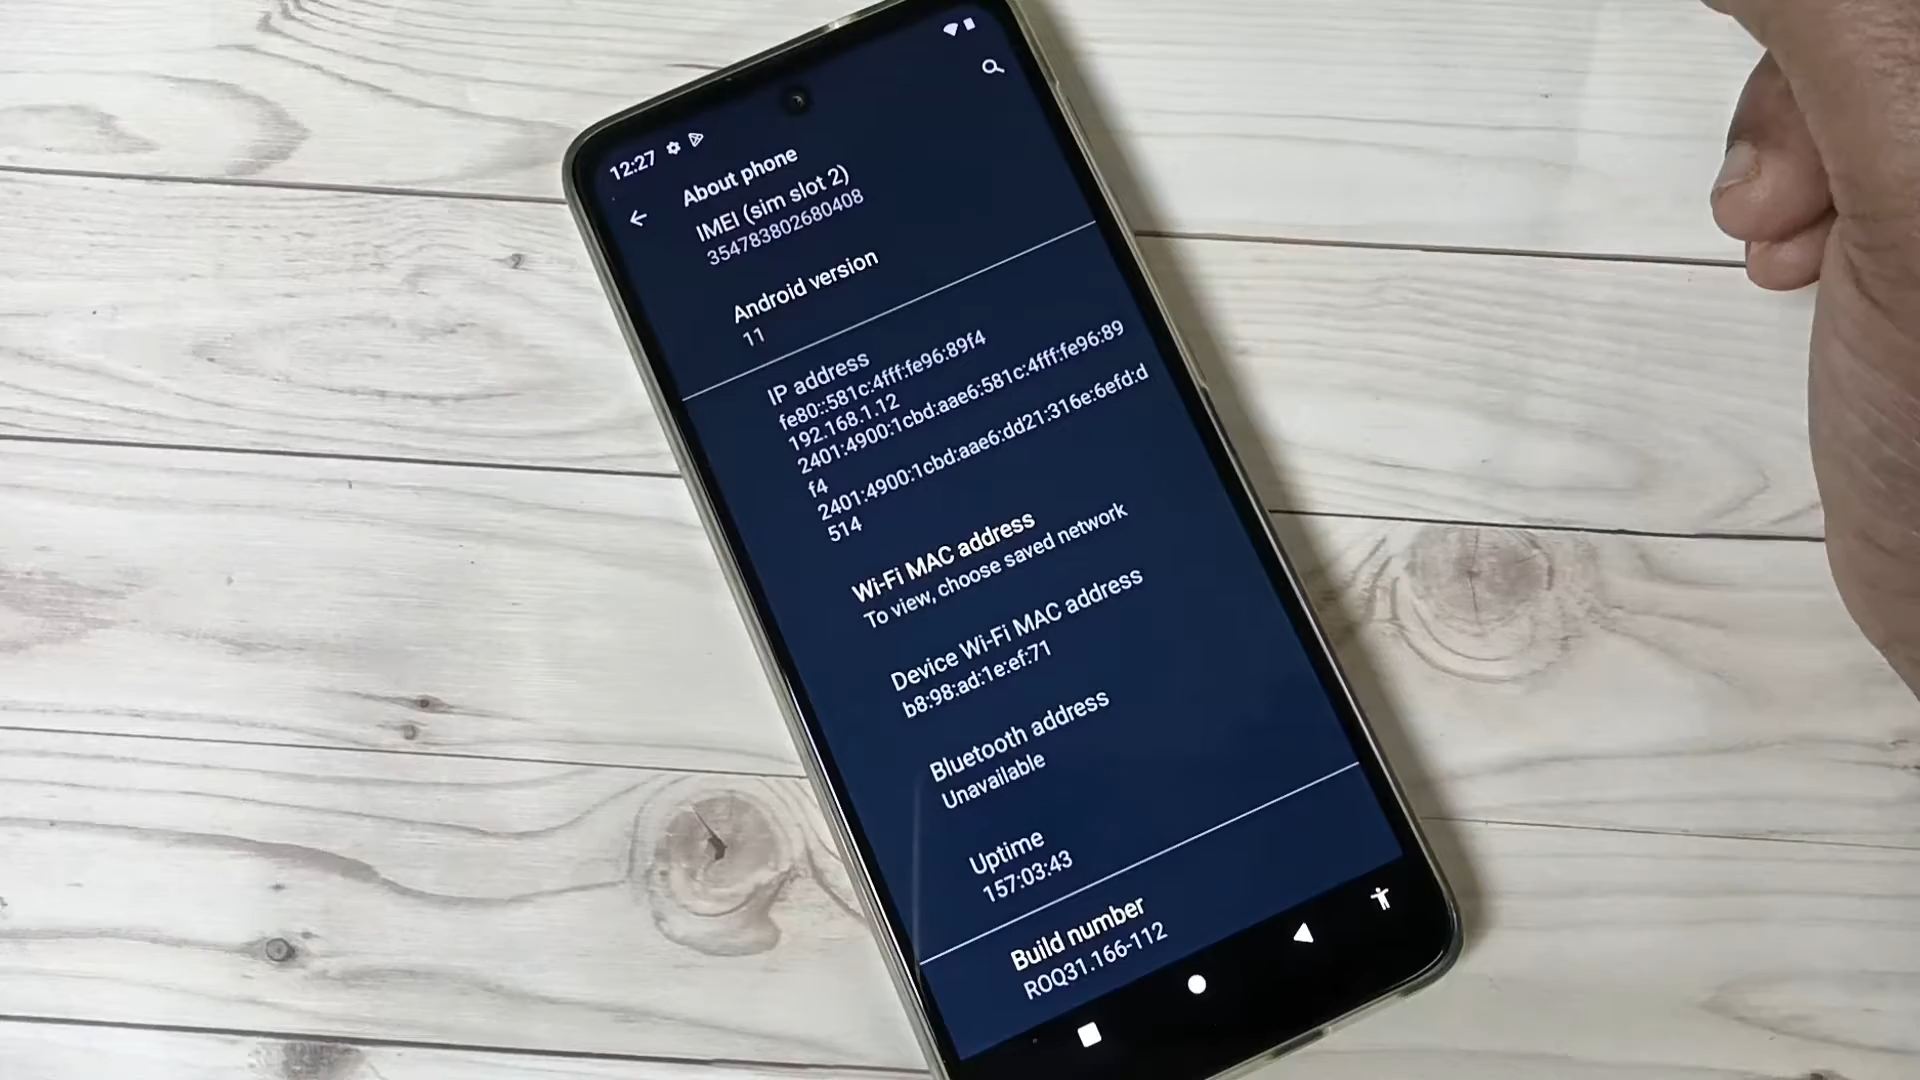 12:27
About phone
IMEI (sim slot 2)
354783802680408
Android version
11
IP address
fe80::581c:4fff:fe96:89f4
192.168.1.12
2401:4900:1cbd:aae6:581c:4fff:fe96:89
f4
2401:4900:1cbd:aae6:dd21:316e:6efd:d
514
Wi-Fi MAC address
To view, choose saved network
Device Wi-Fi MAC address
b8:98:ad:1e:ef:71
Bluetooth address
Unavailable
Uptime
157:03:43
Build number
RRQ31.166-112